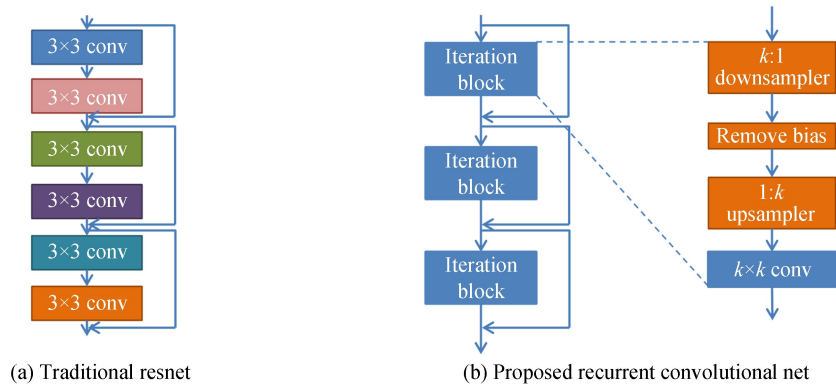 3×3 conv
3×3 conv
3×3 conv
3×3 conv
3×3 conv
3×3 conv
(a) Traditional resnet
Iteration
block
Iteration
block
Iteration
block
k:1
downsampler
Remove bias
1:k
upsampler
k×k conv
(b) Proposed recurrent convolutional net